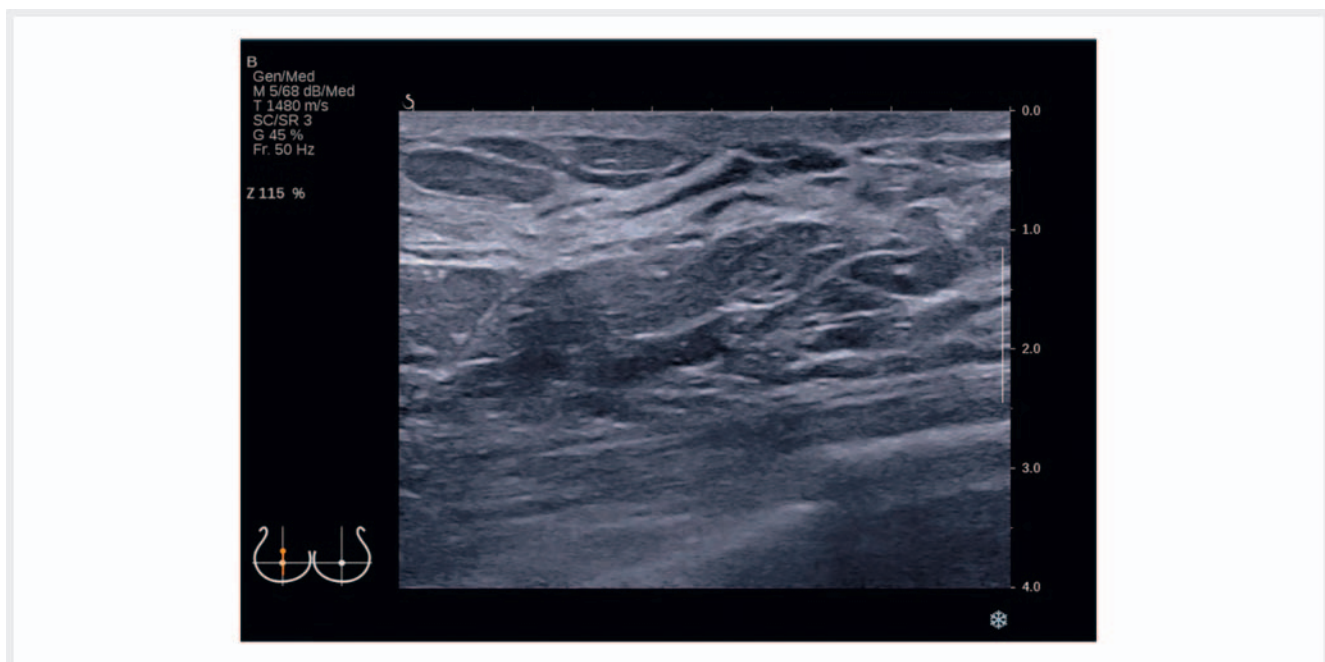 B
Gen/Med
M 5/68 dB/Med
T 1480 m/s
SC/SR 3
G 45 %
Fr. 50 Hz
Z 115 %
0.0
1.0
2.0
3.0
4.0